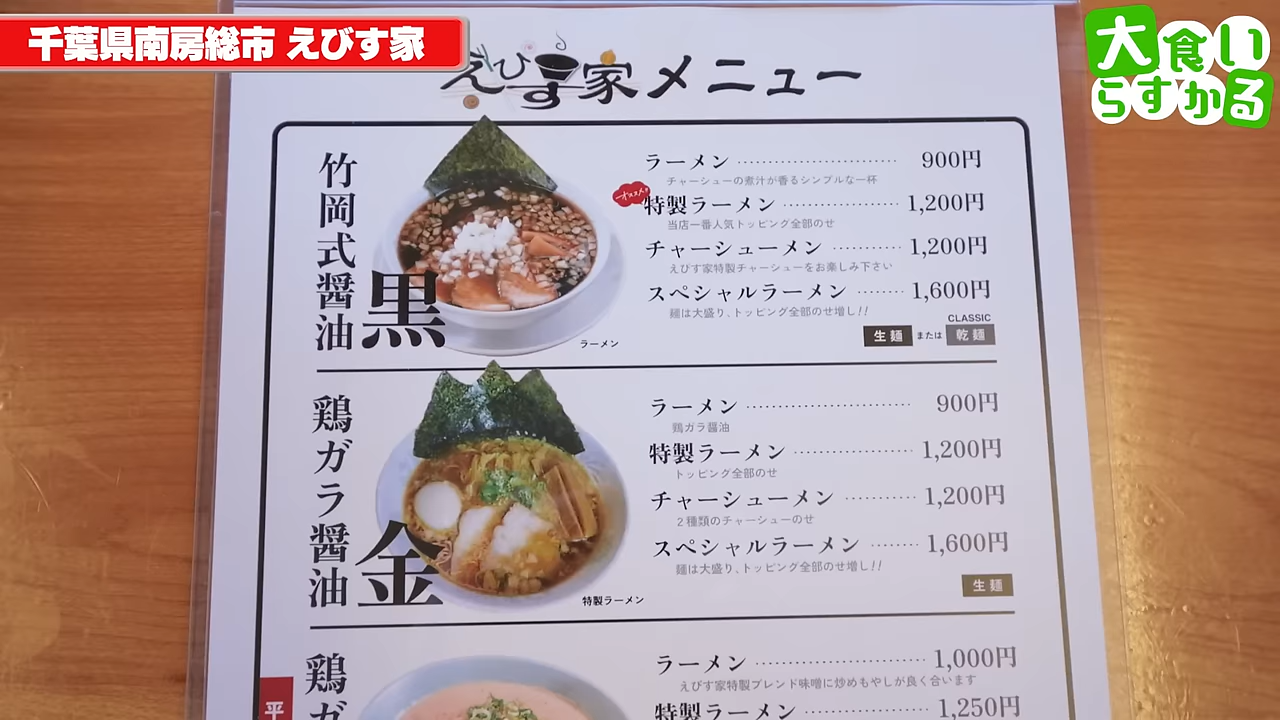 千葉県南房総市 えびす家
大食い
らすかる
えびす家メニュー
竹岡式醤油
黒
ラーメン
ラーメン 900円
チャーシューの煮汁が香るシンプルな一杯
オススメ!!
特製ラーメン 1,200円
当店一番人気トッピング全部のせ
チャーシューメン 1,200円
えびす家特製チャーシューをお楽しみ下さい
スペシャルラーメン 1,600円
麺は大盛り、トッピング全部のせ増し!!
CLASSIC
生麺 または 乾麺
鶏ガラ醤油
金
特製ラーメン
ラーメン 900円
鶏ガラ醤油
特製ラーメン 1,200円
トッピング全部のせ
チャーシューメン 1,200円
2種類のチャーシューのせ
スペシャルラーメン 1,600円
麺は大盛り、トッピング全部のせ増し!!
生麺
平
鶏ガ
ラーメン 1,000円
えびす家特製ブレンド味噌に炒めもやしが良く合います
特製ラーメン 1,250円